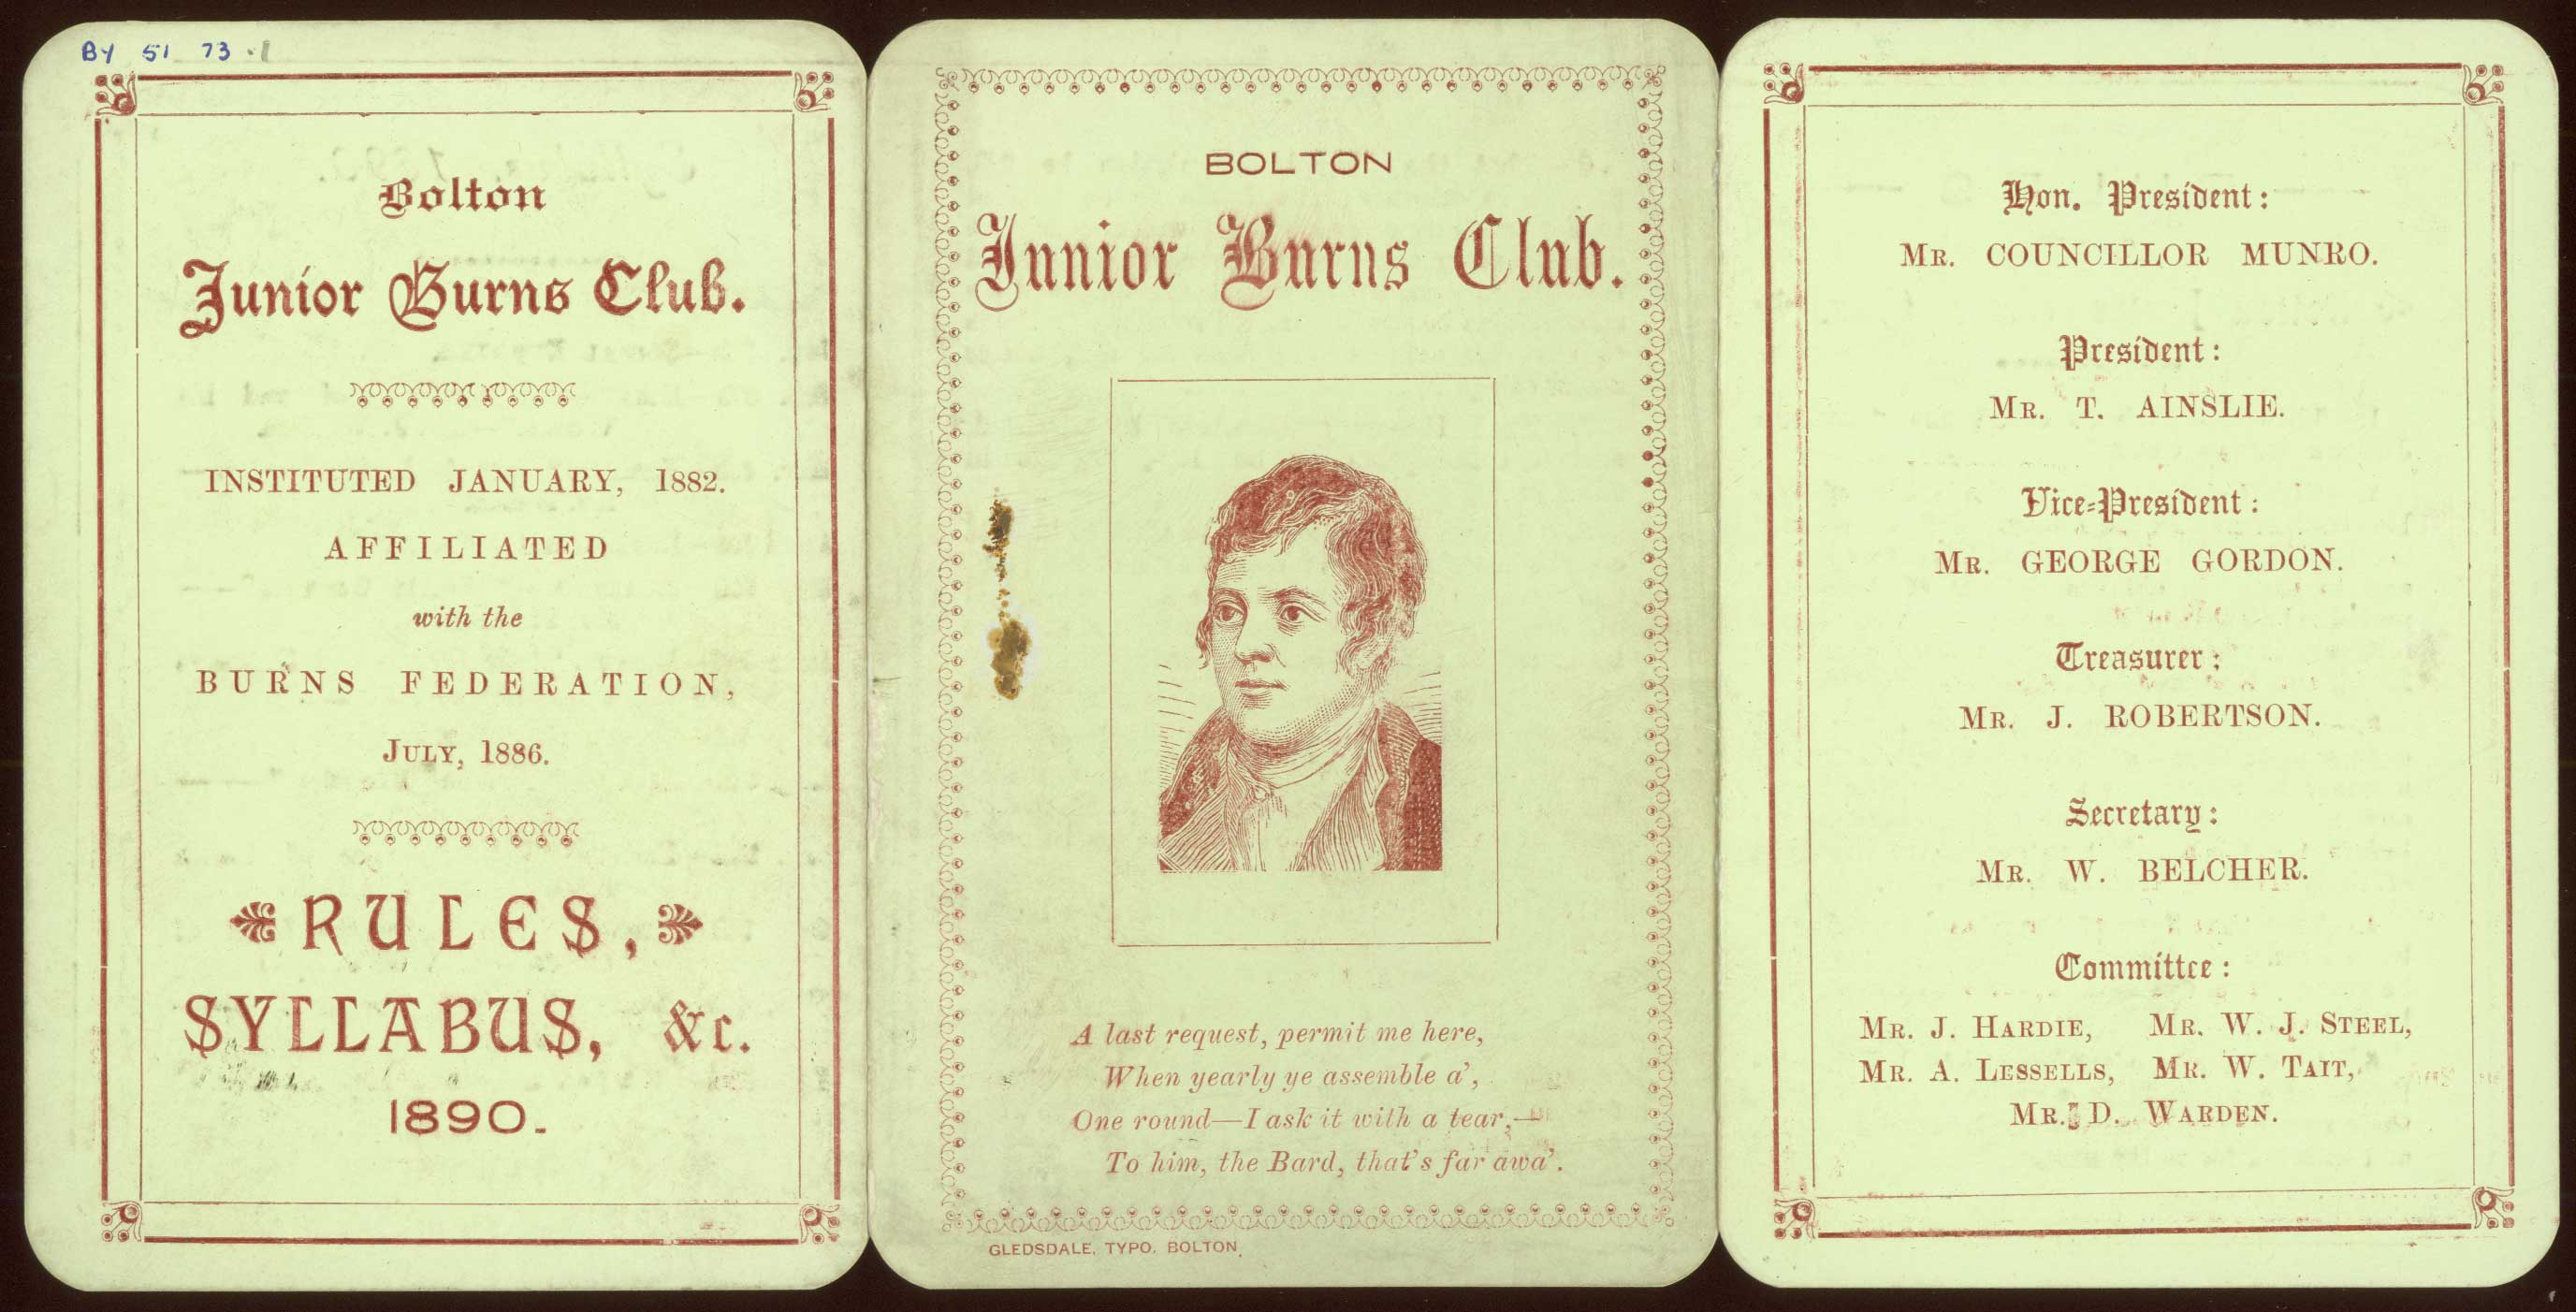 BY 51 73 .1
Bolton
Junior Burns Club.
INSTITUTED JANUARY, 1882.
AFFILIATED
with the
BURNS FEDERATION,
JULY, 1886.
RULES,
SYLLABUS, &c.
1890.
BOLTON
Junior Burns Club.
A last request, permit me here,
When yearly ye assemble a',
One round—I ask it with a tear,—
To him, the Bard, that's far awa'.
GLEDSDALE, TYPO. BOLTON.
Hon. President:
MR. COUNCILLOR MUNRO.
President:
MR. T. AINSLIE.
Vice-President:
MR. GEORGE GORDON.
Treasurer:
MR. J. ROBERTSON.
Secretary:
MR. W. BELCHER.
Committee:
MR. J. HARDIE, MR. W. J. STEEL,
MR. A. LESSELLS, MR. W. TAIT,
MR. D. WARDEN.